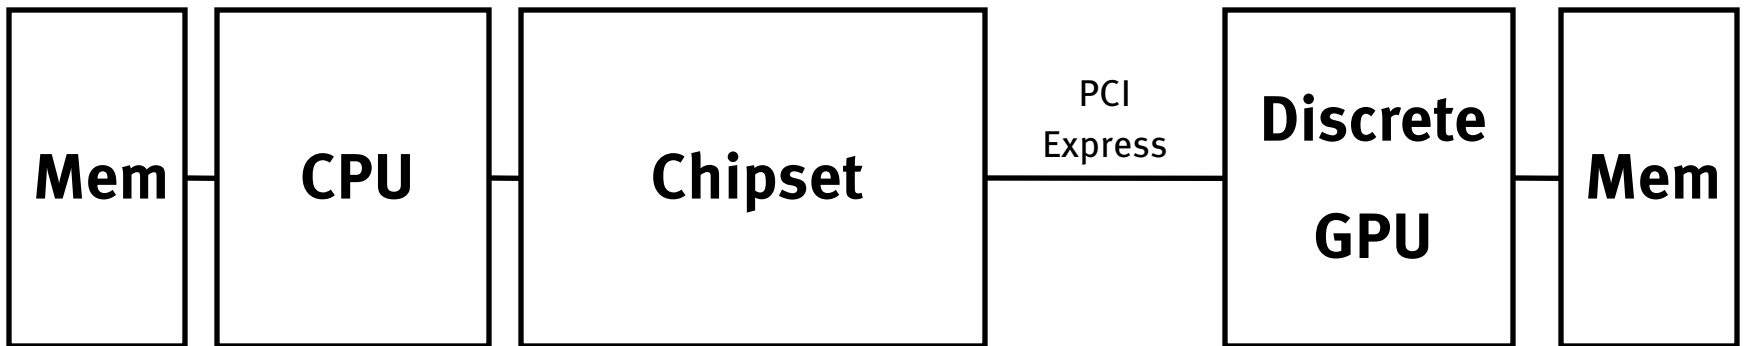 Mem
CPU
Chipset
PCI
Express
Discrete
GPU
Mem